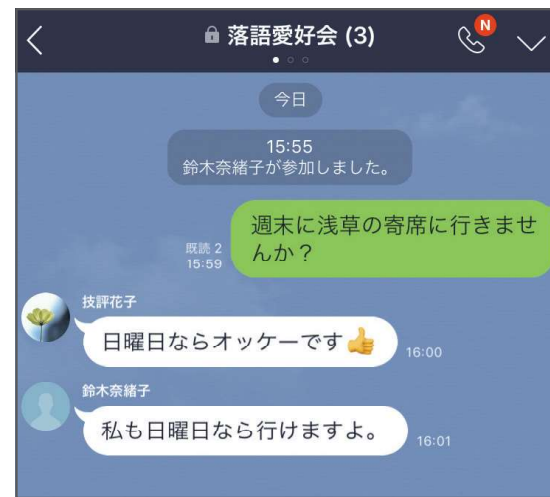 落語愛好会 (3)
N
今日
15:55
鈴木奈緒子が参加しました。
週末に浅草の寄席に行きませ
んか？
既読 2
15:59
技評花子
日曜日ならオッケーです👍
16:00
鈴木奈緒子
私も日曜日なら行けますよ。
16:01